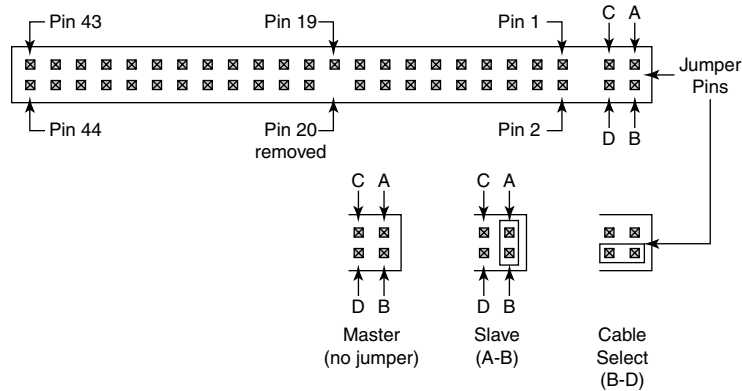 Pin 43
Pin 19
Pin 1
C A
Jumper
Pins
Pin 44
Pin 20
removed
Pin 2
D B
C A
C A
D B
D B
Master
(no jumper)
Slave
(A-B)
Cable
Select
(B-D)